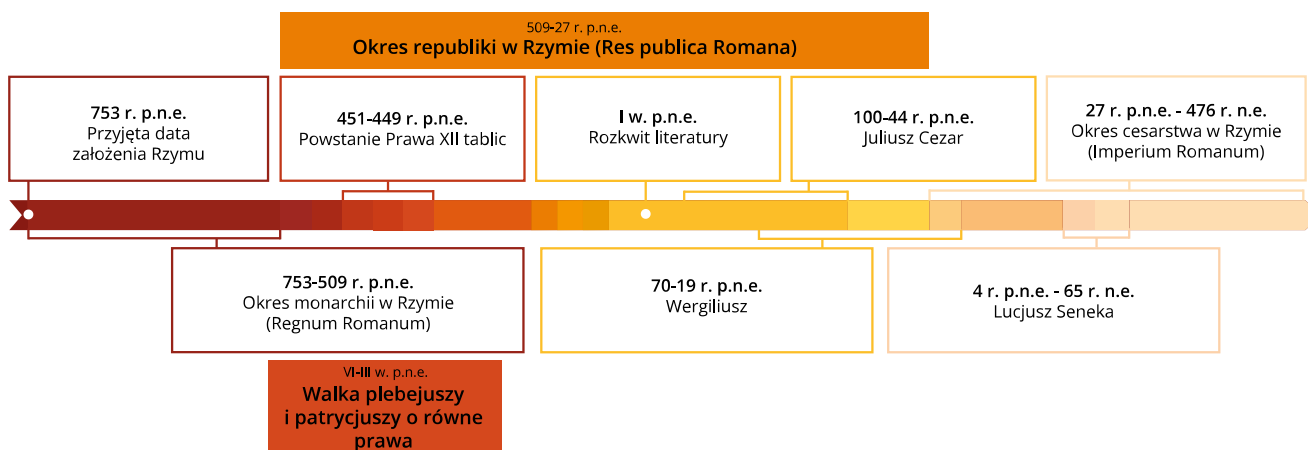 509-27 r. p.n.e.
Okres republiki w Rzymie (Res publica Romana)
753 r. p.n.e.
Przyjęta data
założenia Rzymu
451-449 r. p.n.e.
Powstanie Prawa XII tablic
I w. p.n.e.
Rozkwit literatury
100-44 r. p.n.e.
Juliusz Cezar
27 r. p.n.e. - 476 r. n.e.
Okres cesarstwa w Rzymie
(Imperium Romanum)
753-509 r. p.n.e.
Okres monarchii w Rzymie
(Regnum Romanum)
70-19 r. p.n.e.
Wergiliusz
4 r. p.n.e. - 65 r. n.e.
Lucjusz Seneka
VI-III w. p.n.e.
Walka plebejuszy
i patrycjuszy o równe
prawa